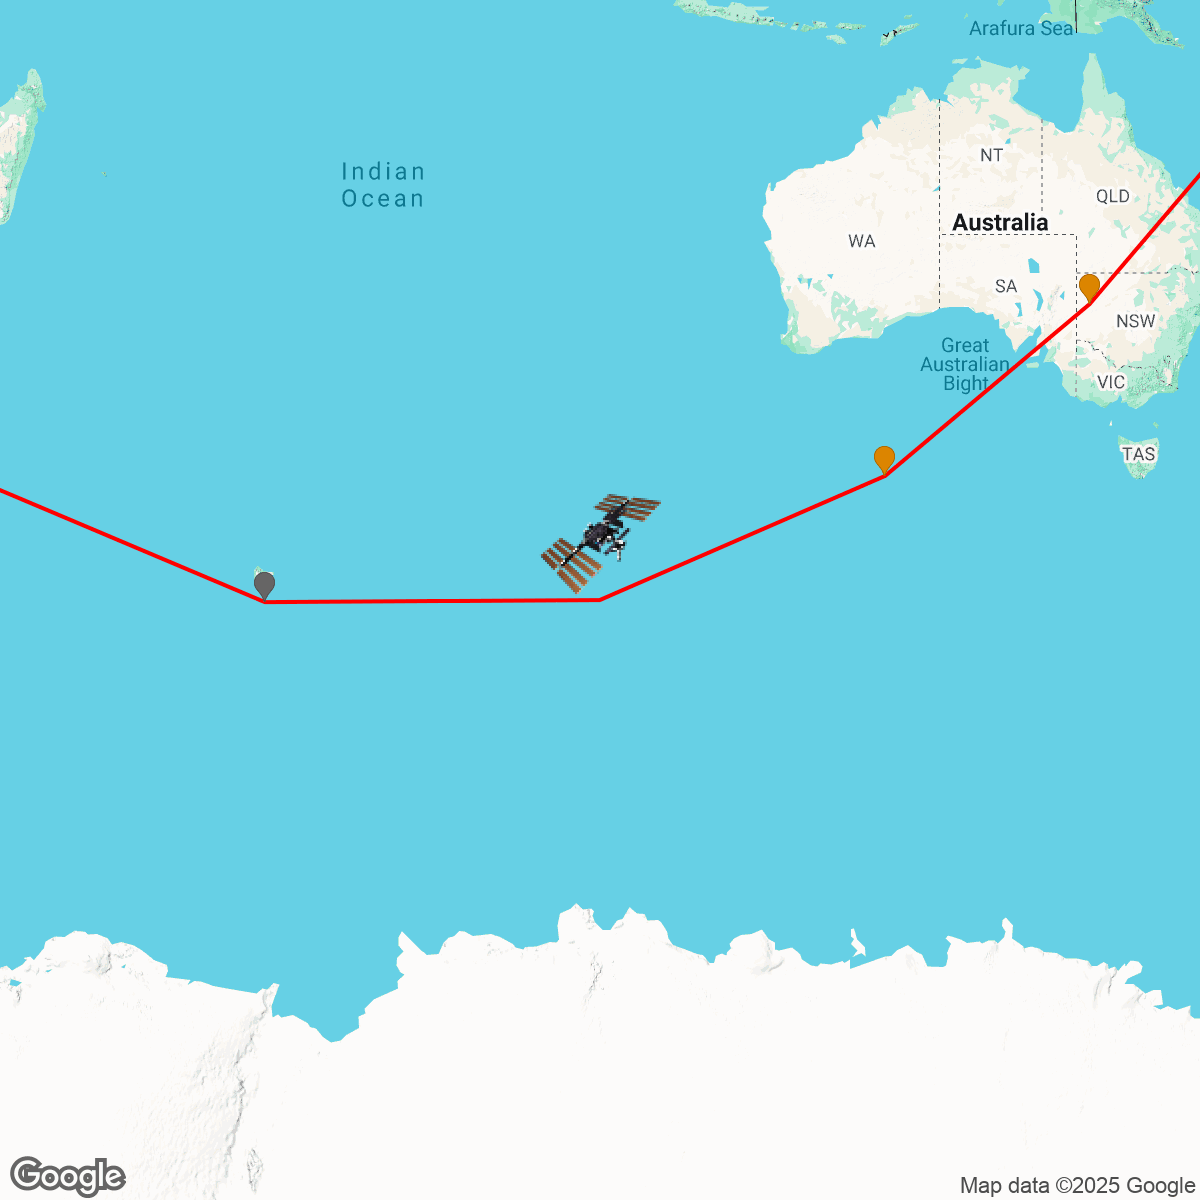 Arafura Sea
NT
Indian
Ocean
QLD
Australia
WA
SA
NSW
Great
Australian
Bight
VIC
TAS
Google
Map data ©2025 Google